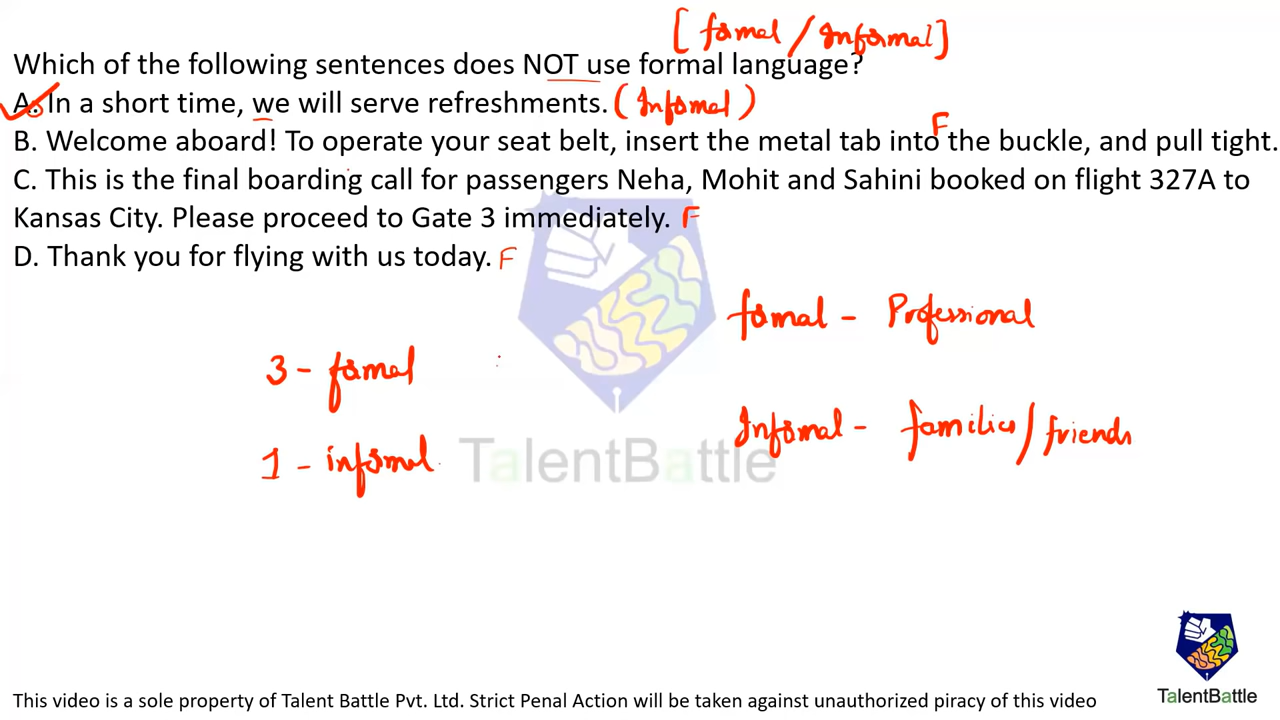 [formal/Informal]
Which of the following sentences does NOT use formal language?
A. In a short time, we will serve refreshments. (Informal)
B. Welcome aboard! To operate your seat belt, insert the metal tab into the buckle, and pull tight.
F
C. This is the final boarding call for passengers Neha, Mohit and Sahini booked on flight 327A to
Kansas City. Please proceed to Gate 3 immediately. F
D. Thank you for flying with us today. F
formal - Professional
3 - formal
Informal - families/friends
1 - informal
TalentBattle
TalentBattle
This video is a sole property of Talent Battle Pvt. Ltd. Strict Penal Action will be taken against unauthorized piracy of this video